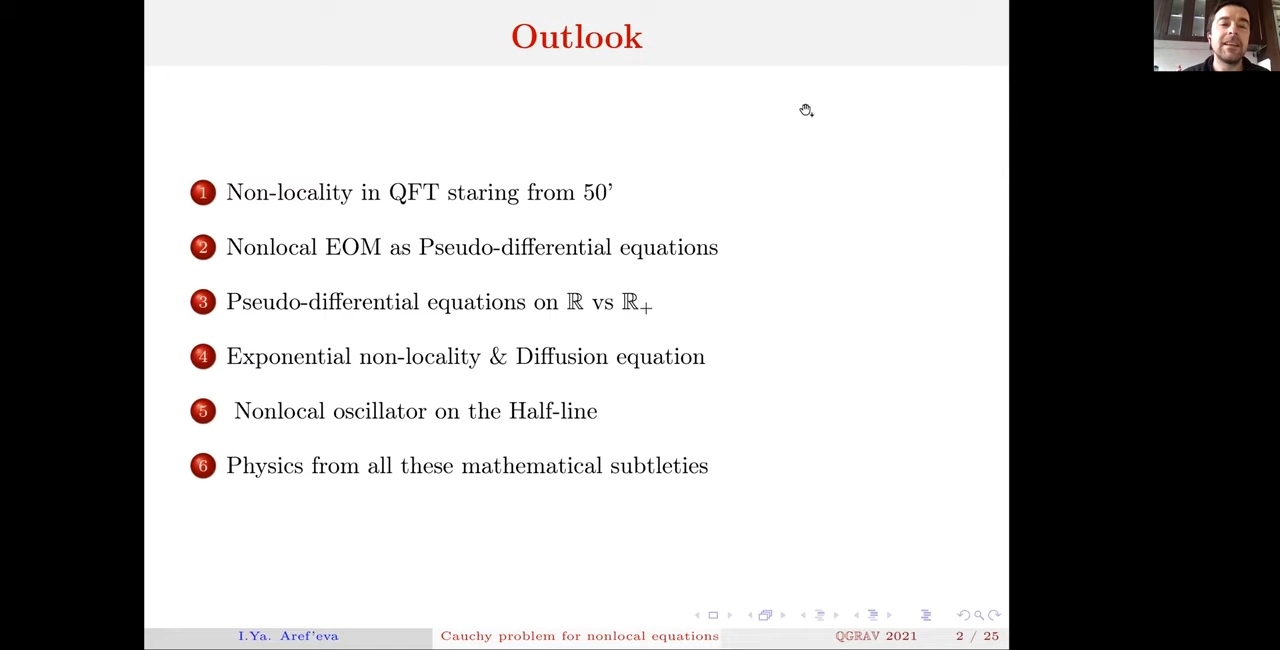 Outlook
1 Non-locality in QFT staring from 50'
2 Nonlocal EOM as Pseudo-differential equations
3 Pseudo-differential equations on ℝ vs ℝ₊
4 Exponential non-locality & Diffusion equation
5 Nonlocal oscillator on the Half-line
6 Physics from all these mathematical subtleties
I.Ya. Aref'eva Cauchy problem for nonlocal equations QGRAV 2021 2 / 25